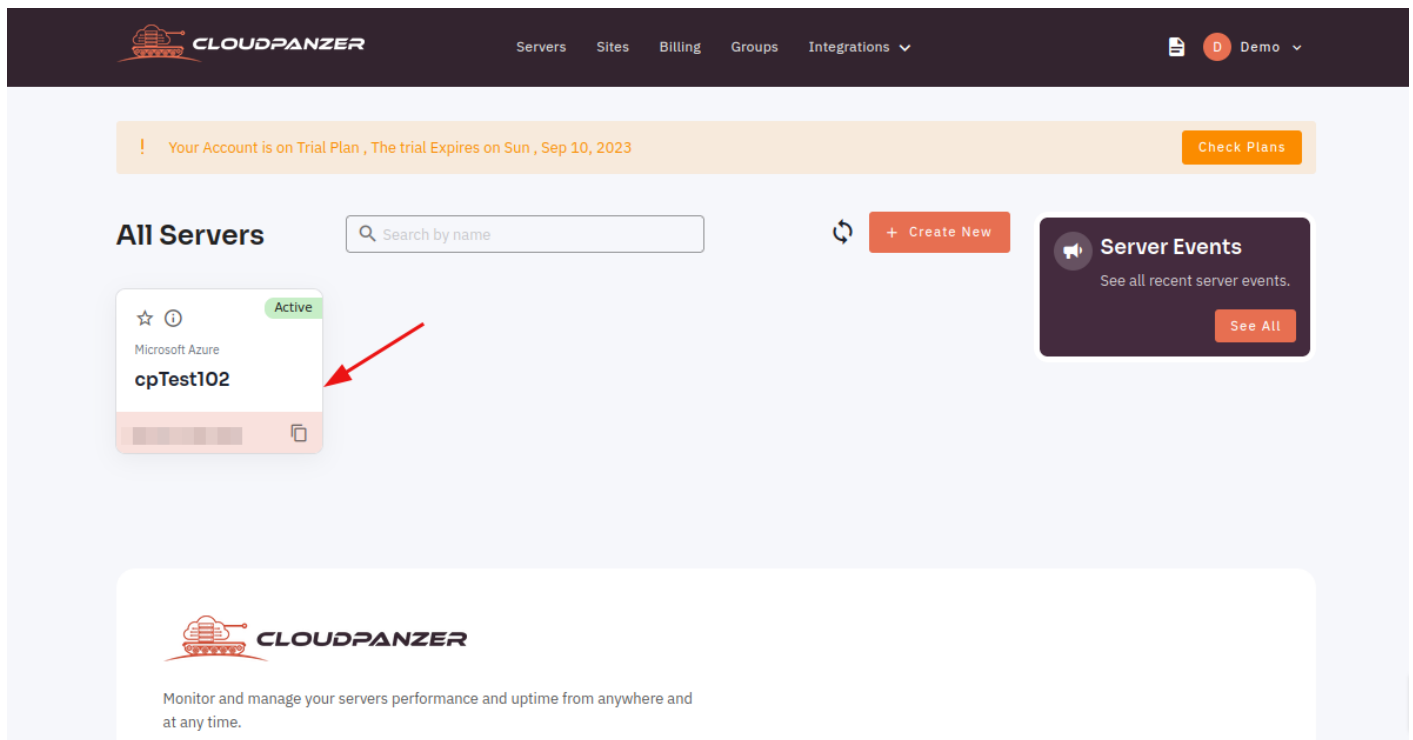 CLOUDPANZER
Servers Sites Billing Groups Integrations
D Demo
! Your Account is on Trial Plan , The trial Expires on Sun , Sep 10, 2023
Check Plans
All Servers
Search by name
+ Create New
Server Events
See all recent server events.
See All
Active
Microsoft Azure
cpTest102
CLOUDPANZER
Monitor and manage your servers performance and uptime from anywhere and
at any time.